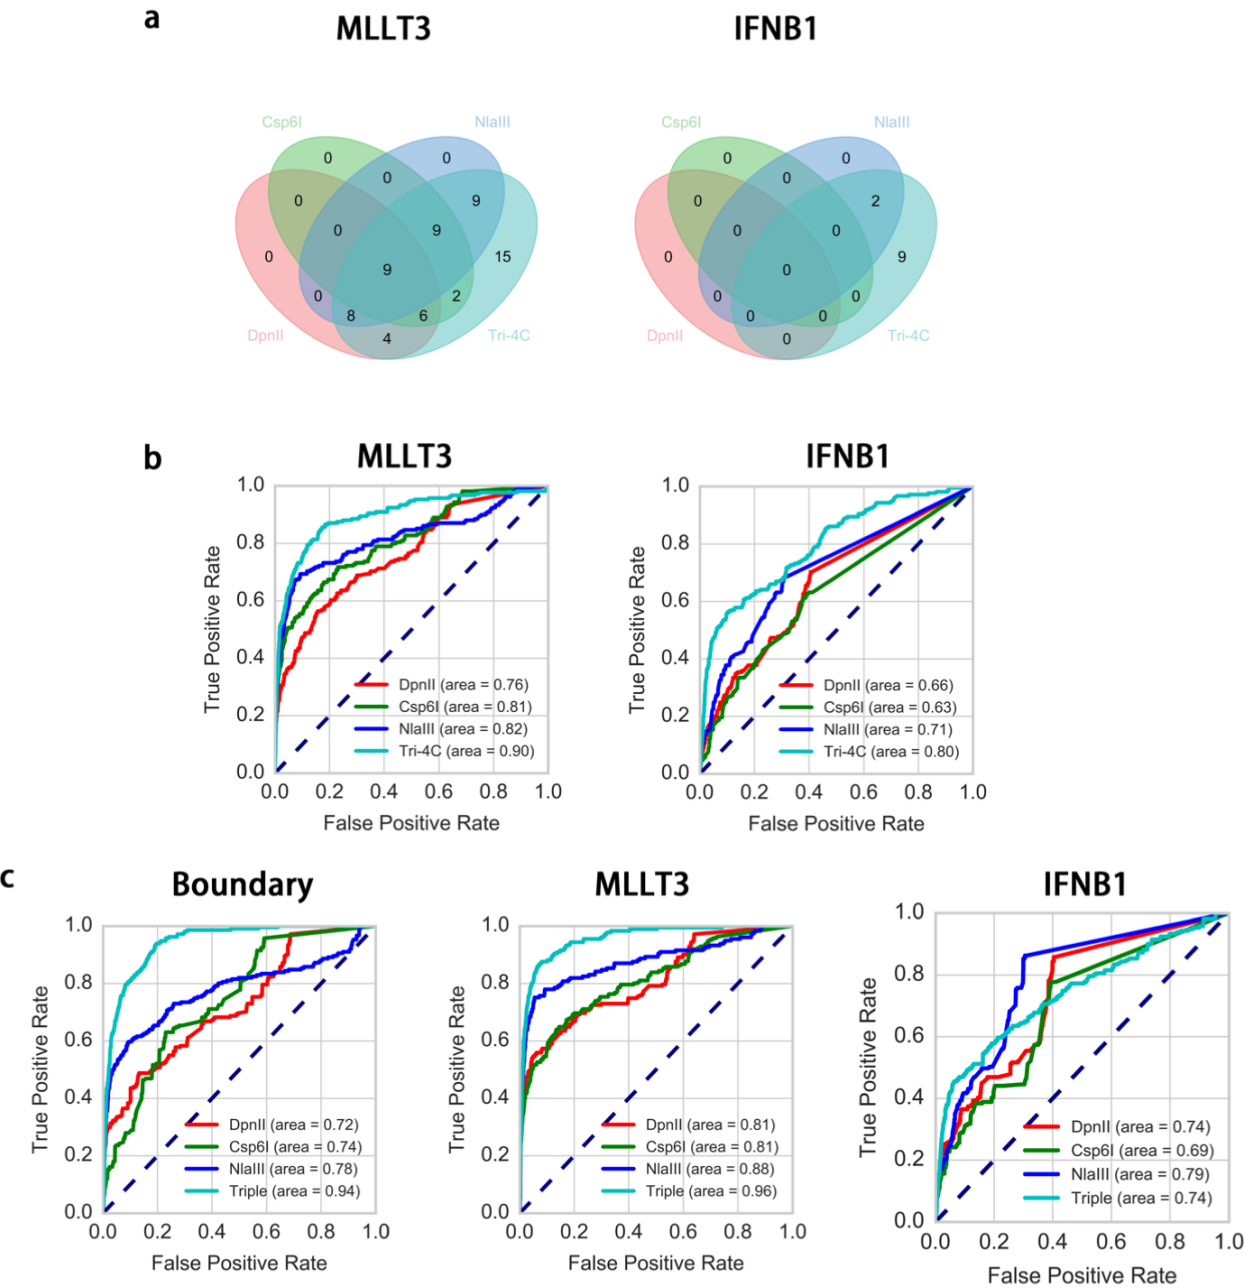 a
MLLT3 IFNB1
Csp6I NlaIII Csp6I NlaIII
0 0 0 0
0 0
0 9 0 2
0 9 0 0
0 15 0 9
9 0
0 2 0 0
8 6 0 0
DpnII 4 Tri-4C DpnII 0 Tri-4C
b
MLLT3 IFNB1
True Positive Rate
1.0
0.8
0.6
0.4
0.2
0.0
DpnII (area = 0.76)
Csp6I (area = 0.81)
NlaIII (area = 0.82)
Tri-4C (area = 0.90)
0.0 0.2 0.4 0.6 0.8 1.0
False Positive Rate
True Positive Rate
1.0
0.8
0.6
0.4
0.2
0.0
DpnII (area = 0.66)
Csp6I (area = 0.63)
NlaIII (area = 0.71)
Tri-4C (area = 0.80)
0.0 0.2 0.4 0.6 0.8 1.0
False Positive Rate
c
Boundary MLLT3 IFNB1
True Positive Rate
1.0
0.8
0.6
0.4
0.2
0.0
DpnII (area = 0.72)
Csp6I (area = 0.74)
NlaIII (area = 0.78)
Triple (area = 0.94)
0.0 0.2 0.4 0.6 0.8 1.0
False Positive Rate
True Positive Rate
1.0
0.8
0.6
0.4
0.2
0.0
DpnII (area = 0.81)
Csp6I (area = 0.81)
NlaIII (area = 0.88)
Triple (area = 0.96)
0.0 0.2 0.4 0.6 0.8 1.0
False Positive Rate
True Positive Rate
1.0
0.8
0.6
0.4
0.2
0.0
DpnII (area = 0.74)
Csp6I (area = 0.69)
NlaIII (area = 0.79)
Triple (area = 0.74)
0.0 0.2 0.4 0.6 0.8 1.0
False Positive Rate